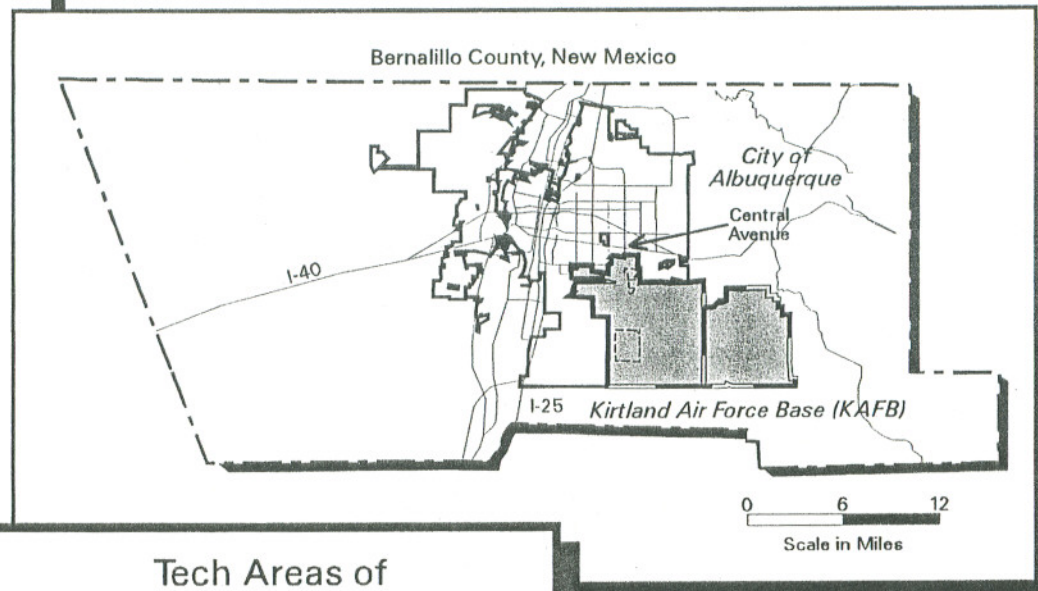 Bernalillo County, New Mexico
City of
Albuquerque
Central
Avenue
I-40
I-25
Kirtland Air Force Base (KAFB)
0 6 12
Scale in Miles
Tech Areas of